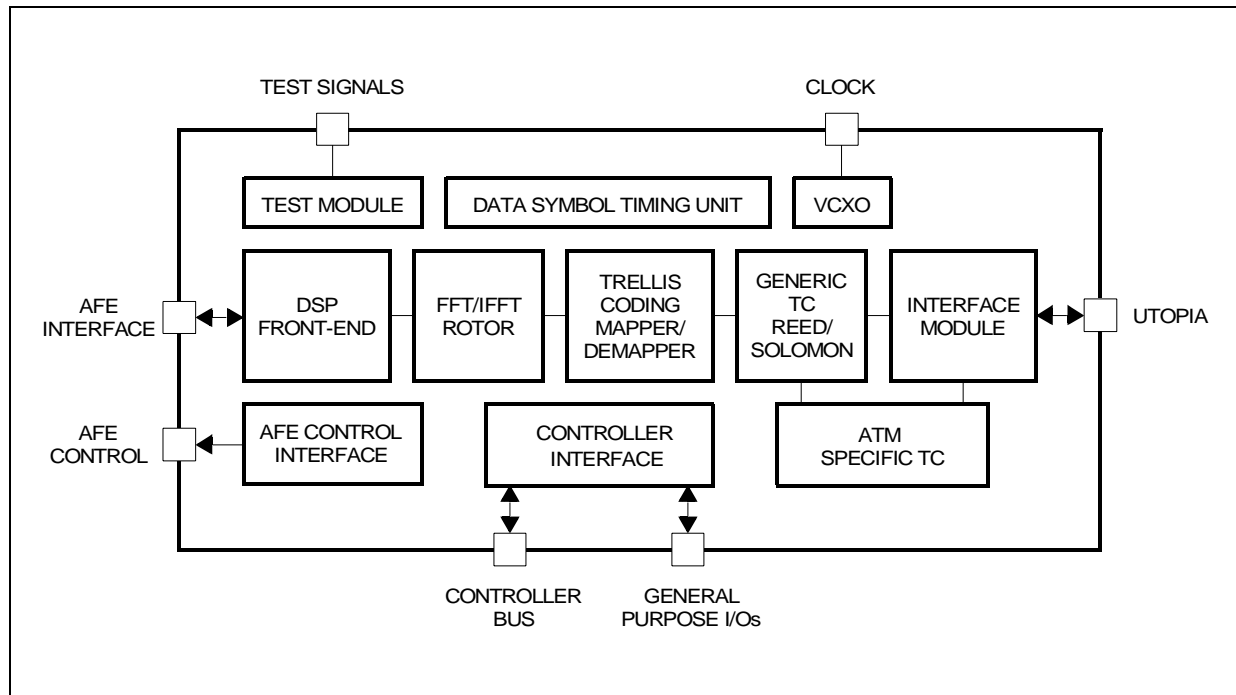 TEST SIGNALS
CLOCK
TEST MODULE
DATA SYMBOL TIMING UNIT
VCXO
AFE
INTERFACE
DSP
FRONT-END
FFT/IFFT
ROTOR
TRELLIS
CODING
MAPPER/
DEMAPPER
GENERIC
TC
REED/
SOLOMON
INTERFACE
MODULE
UTOPIA
AFE
CONTROL
AFE CONTROL
INTERFACE
CONTROLLER
INTERFACE
ATM
SPECIFIC TC
CONTROLLER
BUS
GENERAL
PURPOSE I/Os